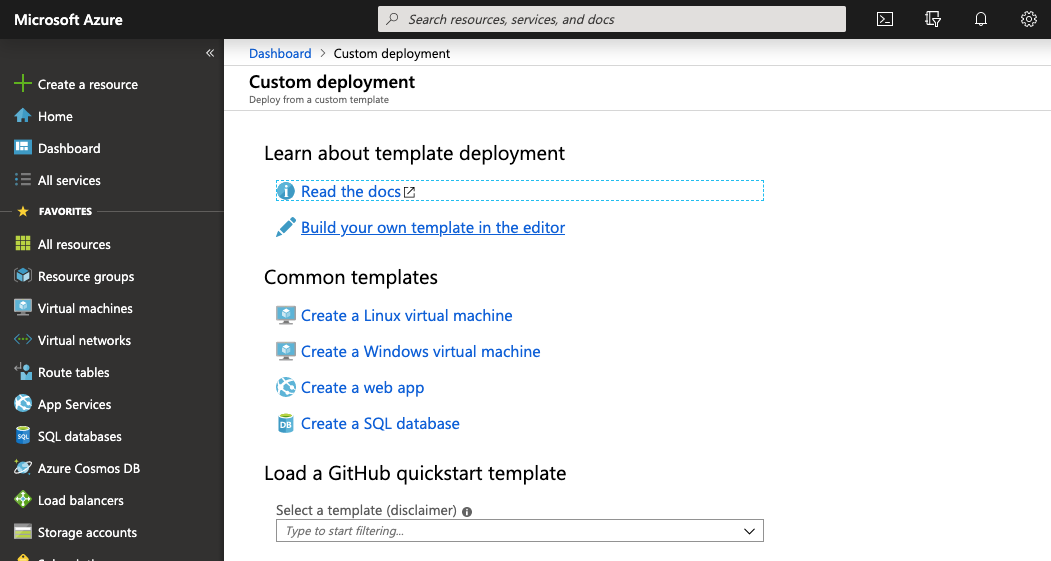 Microsoft Azure
Search resources, services, and docs
«
Dashboard > Custom deployment
Custom deployment
Deploy from a custom template
Create a resource
Home
Dashboard
All services
FAVORITES
All resources
Resource groups
Virtual machines
Virtual networks
Route tables
App Services
SQL databases
Azure Cosmos DB
Load balancers
Storage accounts
Learn about template deployment
Read the docs
Build your own template in the editor
Common templates
Create a Linux virtual machine
Create a Windows virtual machine
Create a web app
Create a SQL database
Load a GitHub quickstart template
Select a template (disclaimer)
Type to start filtering...